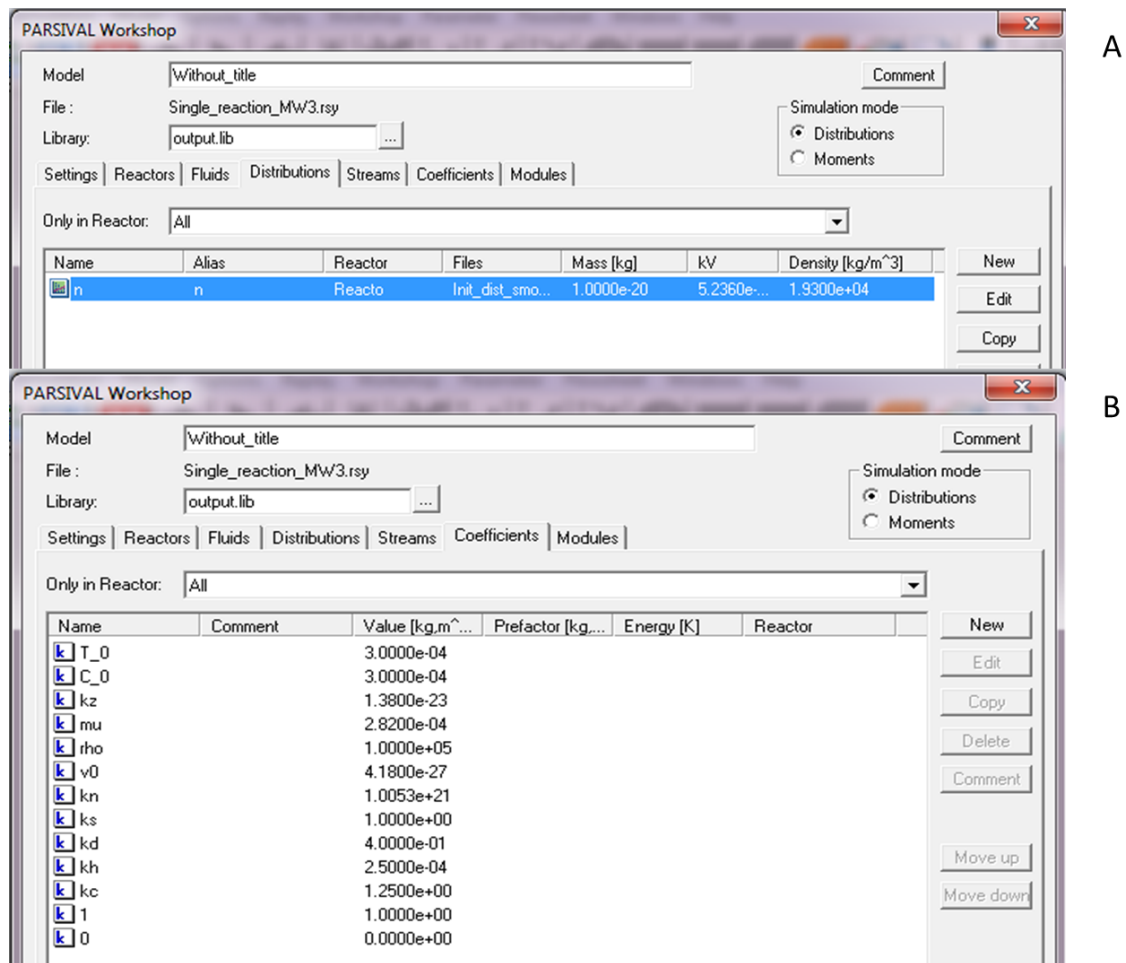 PARSIVAL Workshop
A
Model Without_title Comment
File : Single_reaction_MW3.rsy Simulation mode
Library: output.lib ... Distributions
Moments
Settings Reactors Fluids Distributions Streams Coefficients Modules
Only in Reactor: All
Name Alias Reactor Files Mass [kg] kV Density [kg/m^3] New
n n Reacto Init_dist_smo... 1.0000e-20 5.2360e-... 1.9300e+04 Edit
Copy
PARSIVAL Workshop
B
Model Without_title Comment
File : Single_reaction_MW3.rsy Simulation mode
Library: output.lib ... Distributions
Moments
Settings Reactors Fluids Distributions Streams Coefficients Modules
Only in Reactor: All
Name Comment Value [kg,m^... Prefactor [kg,... Energy [K] Reactor New
k T_0 3.0000e-04 Edit
k C_0 3.0000e-04
k kz 1.3800e-23 Copy
k mu 2.8200e-04
k rho 1.0000e+05 Delete
k v0 4.1800e-27 Comment
k kn 1.0053e+21
k ks 1.0000e+00
k kd 4.0000e-01 Move up
k kh 2.5000e-04
k kc 1.2500e+00 Move down
k 1 1.0000e+00
k 0 0.0000e+00